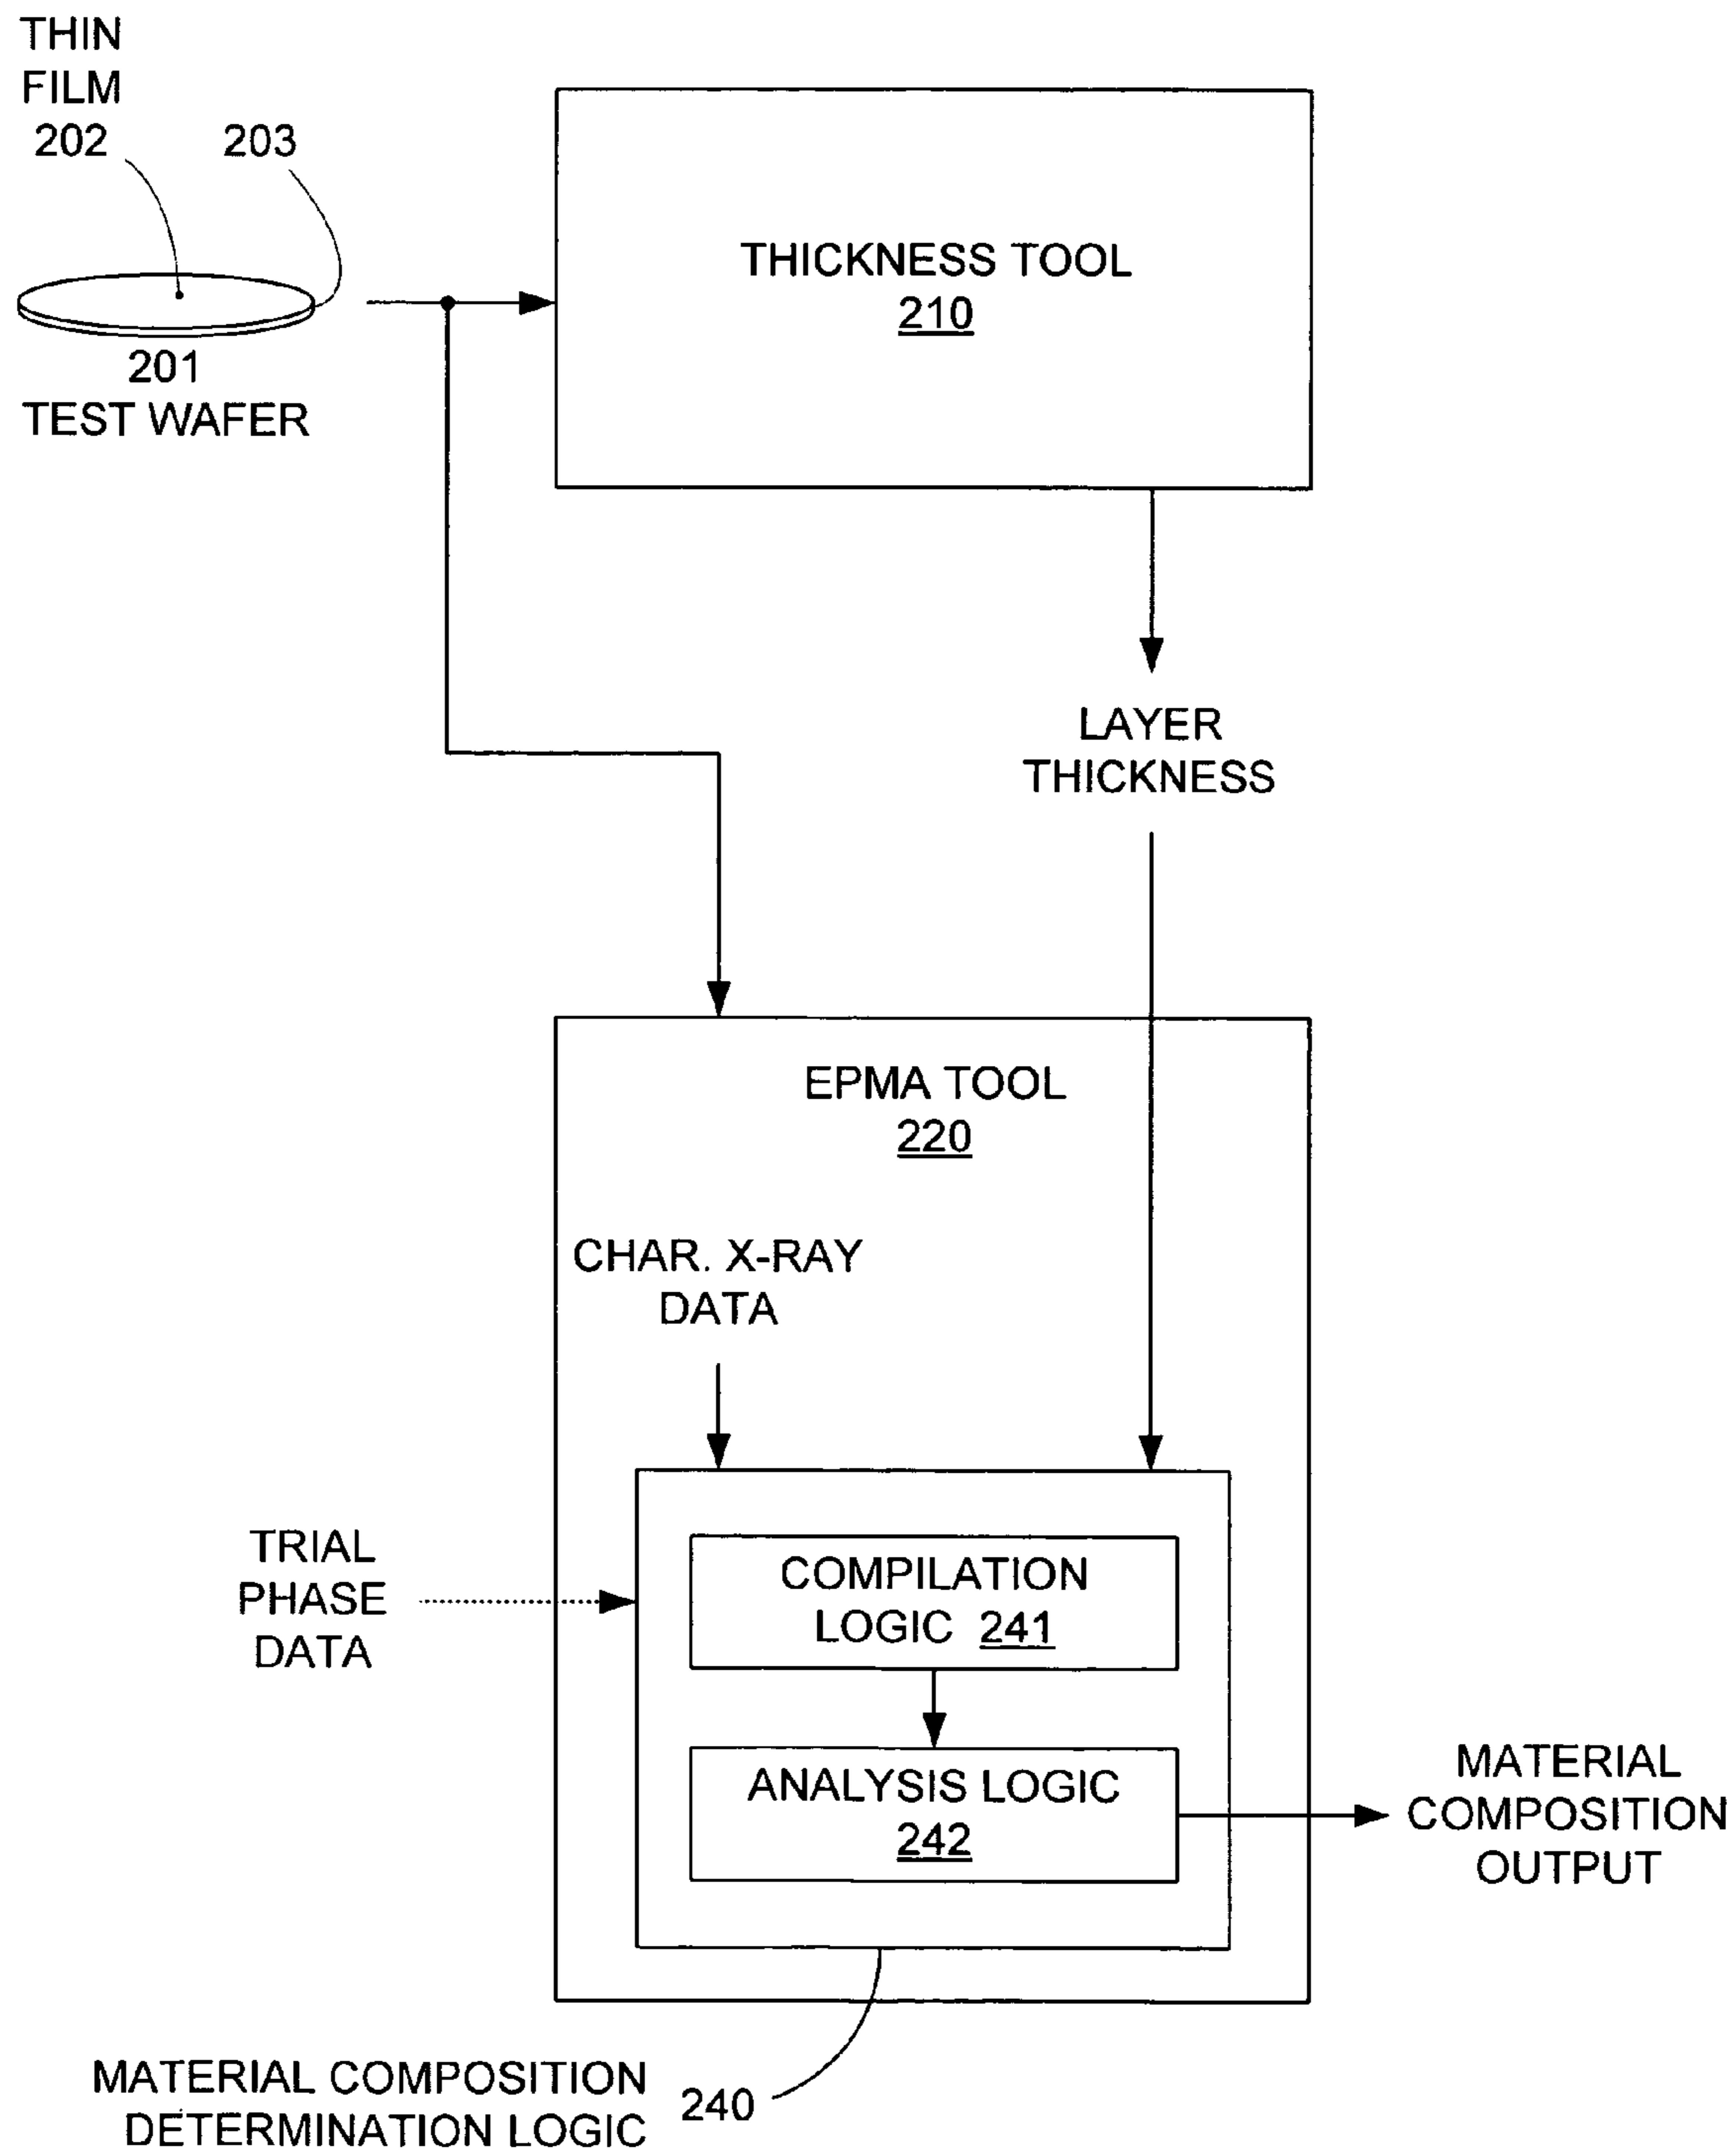 THIN
FILM
202
203
201
TEST WAFER
THICKNESS TOOL
210
LAYER
THICKNESS
EPMA TOOL
220
CHAR. X-RAY
DATA
TRIAL
PHASE
DATA
COMPILATION
LOGIC 241
ANALYSIS LOGIC
242
MATERIAL
COMPOSITION
OUTPUT
MATERIAL COMPOSITION
DETERMINATION LOGIC
240